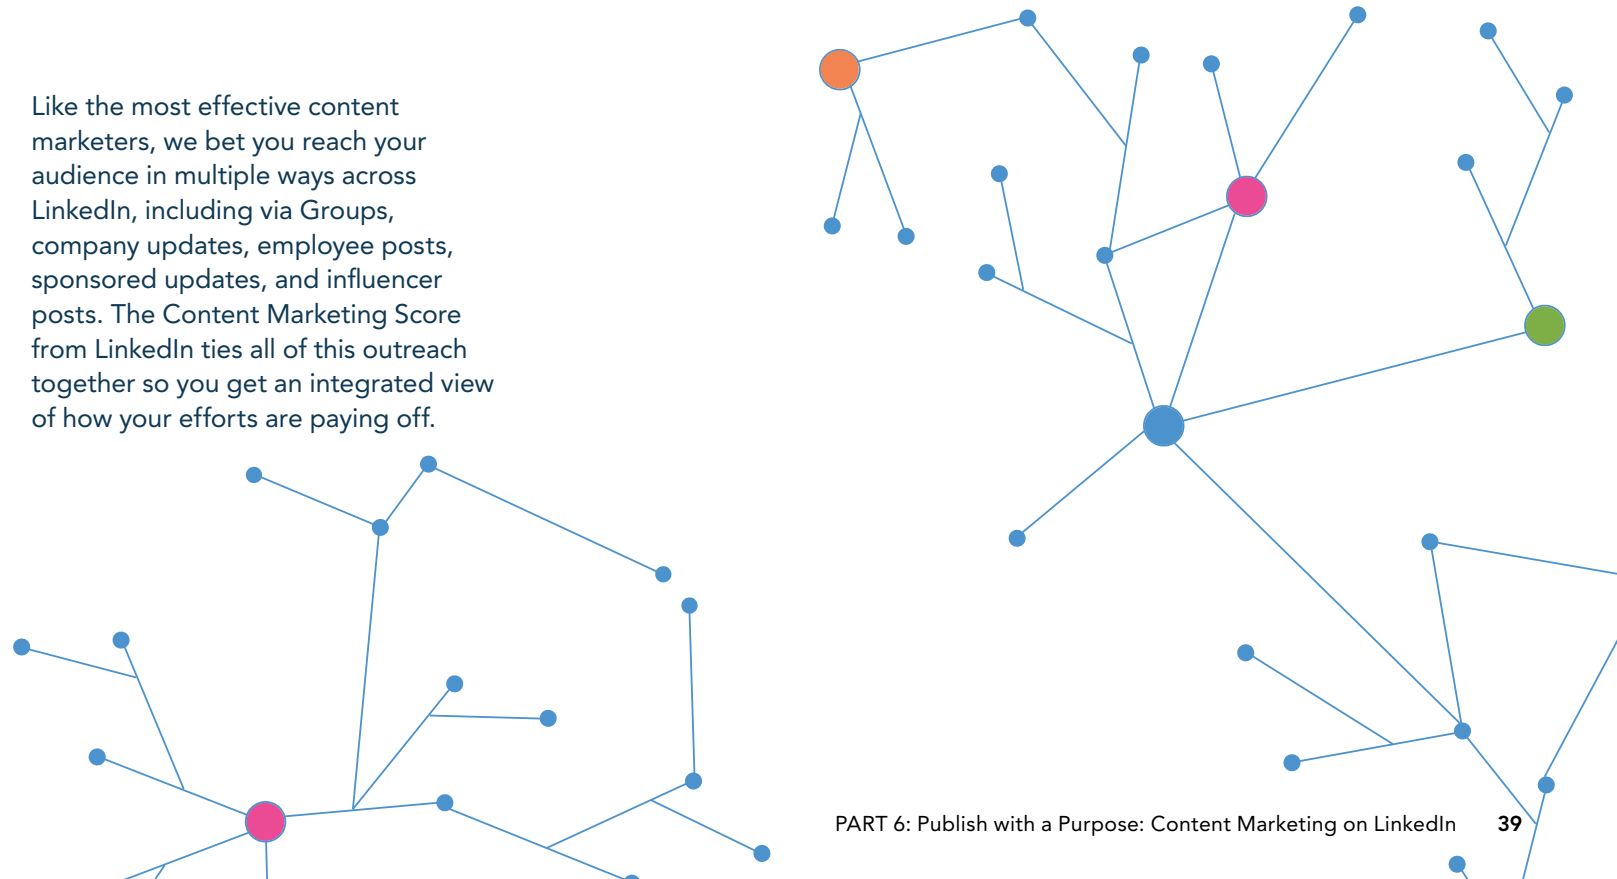 Like the most effective content
marketers, we bet you reach your
audience in multiple ways across
LinkedIn, including via Groups,
company updates, employee posts,
sponsored updates, and influencer
posts. The Content Marketing Score
from LinkedIn ties all of this outreach
together so you get an integrated view
of how your efforts are paying off.
PART 6: Publish with a Purpose: Content Marketing on LinkedIn 39